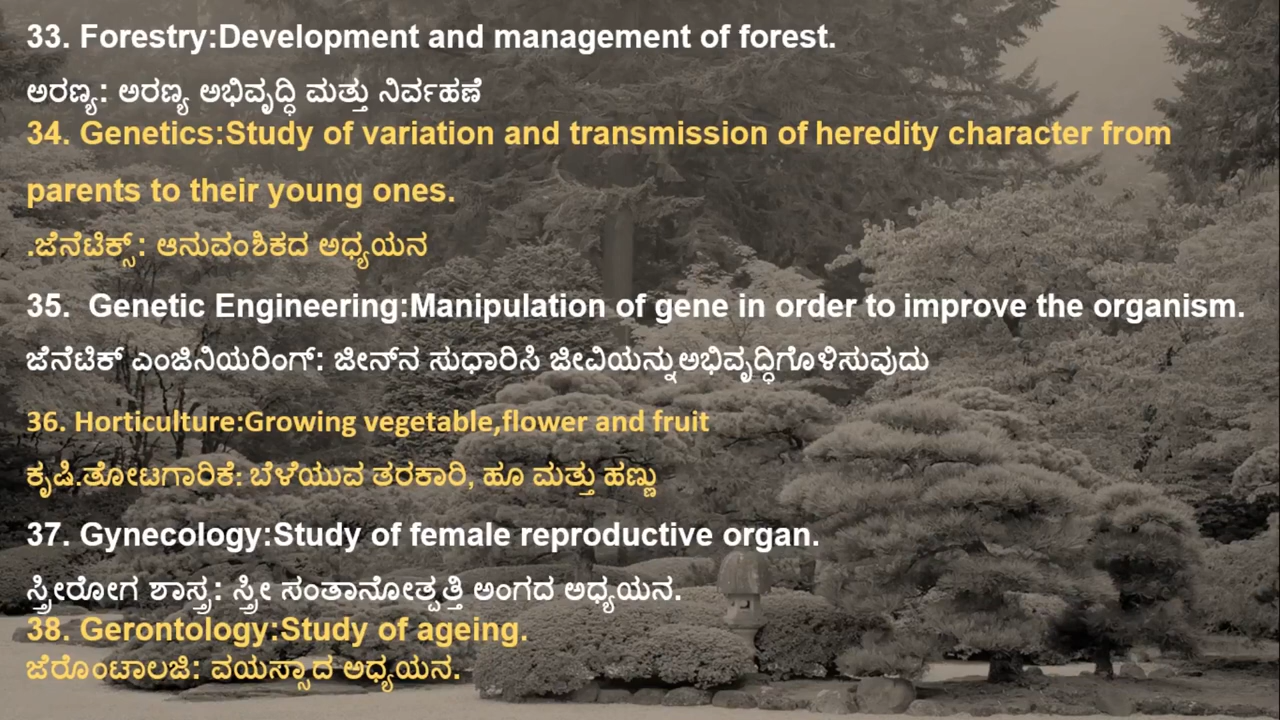 33. Forestry:Development and management of forest.
ಅರಣ್ಯ: ಅರಣ್ಯ ಅಭಿವೃದ್ಧಿ ಮತ್ತು ನಿರ್ವಹಣೆ
34. Genetics:Study of variation and transmission of heredity character from
parents to their young ones.
.ಜೆನೆಟಿಕ್ಸ್: ಆನುವಂಶಿಕದ ಅಧ್ಯಯನ
35. Genetic Engineering:Manipulation of gene in order to improve the organism.
ಜೆನೆಟಿಕ್ ಎಂಜಿನಿಯರಿಂಗ್: ಜೀನ್‌ನ ಸುಧಾರಿಸಿ ಜೀವಿಯನ್ನುಅಭಿವೃದ್ಧಿಗೊಳಿಸುವುದು
36. Horticulture:Growing vegetable,flower and fruit
ಕೃಷಿ.ತೋಟಗಾರಿಕೆ: ಬೆಳೆಯುವ ತರಕಾರಿ, ಹೂ ಮತ್ತು ಹಣ್ಣು
37. Gynecology:Study of female reproductive organ.
ಸ್ತ್ರೀರೋಗ ಶಾಸ್ತ್ರ: ಸ್ತ್ರೀ ಸಂತಾನೋತ್ಪತ್ತಿ ಅಂಗದ ಅಧ್ಯಯನ.
38. Gerontology:Study of ageing.
ಜೆರೊಂಟಾಲಜಿ: ವಯಸ್ಸಾದ ಅಧ್ಯಯನ.